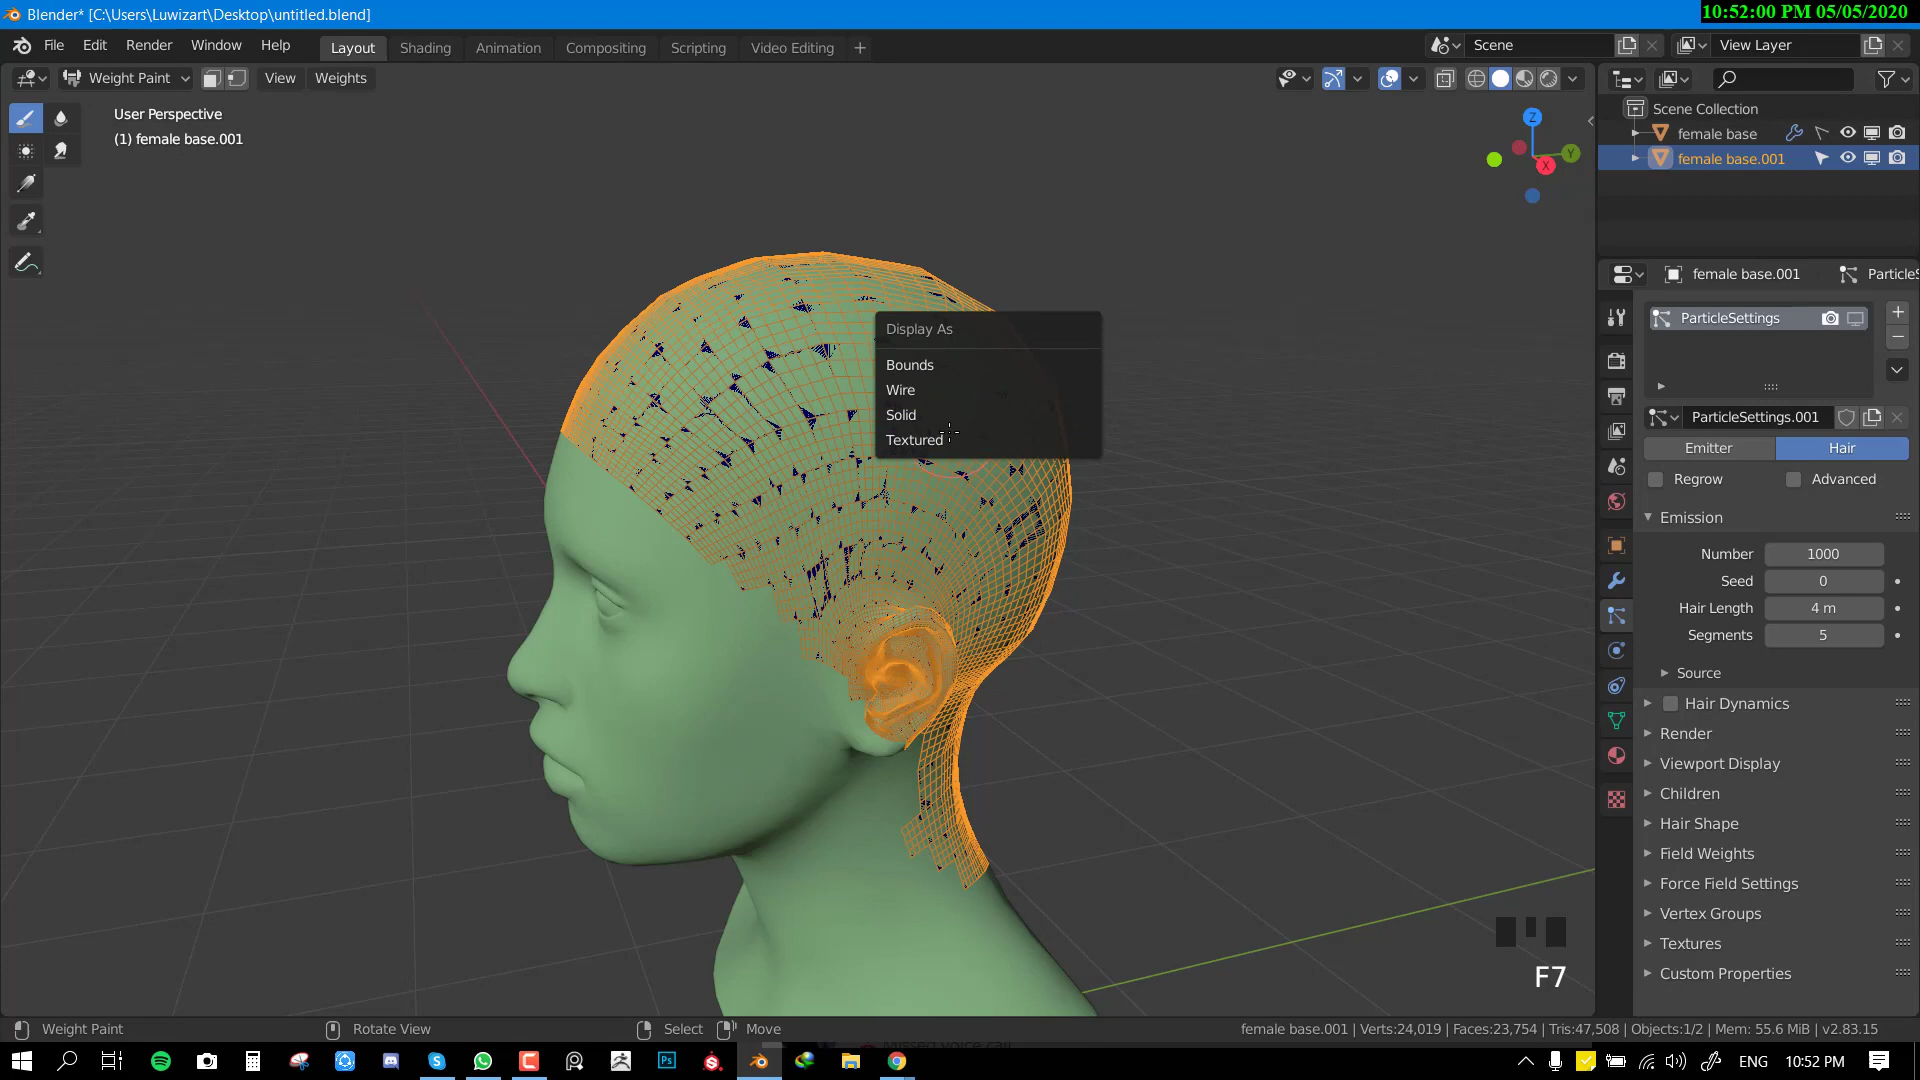 Blender* [C:\Users\Luwizart\Desktop\untitled.blend]
10:52:00 PM 05/05/2020
File Edit Render Window Help
Layout Shading Animation Compositing Scripting Video Editing +
Scene
View Layer
Weight Paint View Weights
User Perspective
(1) female base.001
Z
Y
X
Scene Collection
female base
female base.001
female base.001
ParticleS
ParticleSettings
ParticleSettings.001
Emitter Hair
Regrow Advanced
Emission
Number 1000
Seed 0
Hair Length 4 m
Segments 5
Source
Hair Dynamics
Render
Viewport Display
Children
Hair Shape
Field Weights
Force Field Settings
Vertex Groups
Textures
Custom Properties
Display As
Bounds
Wire
Solid
Textured
F7
Weight Paint Rotate View Select Move
female base.001 | Verts:24,019 | Faces:23,754 | Tris:47,508 | Objects:1/2 | Mem: 55.6 MiB | v2.83.15
Missed voice call
Ps
ENG 10:52 PM